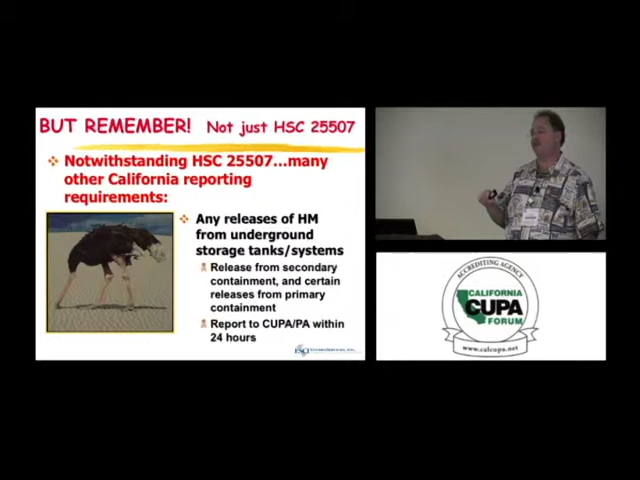 BUT REMEMBER! Not just HSC 25507
Notwithstanding HSC 25507...many
other California reporting
requirements:
Any releases of HM
from underground
storage tanks/systems
Release from secondary
containment, and certain
releases from primary
containment
Report to CUPA/PA within
24 hours
ACCREDITING AGENCY
CALIFORNIA
CUPA
FORUM
www.calcupa.net